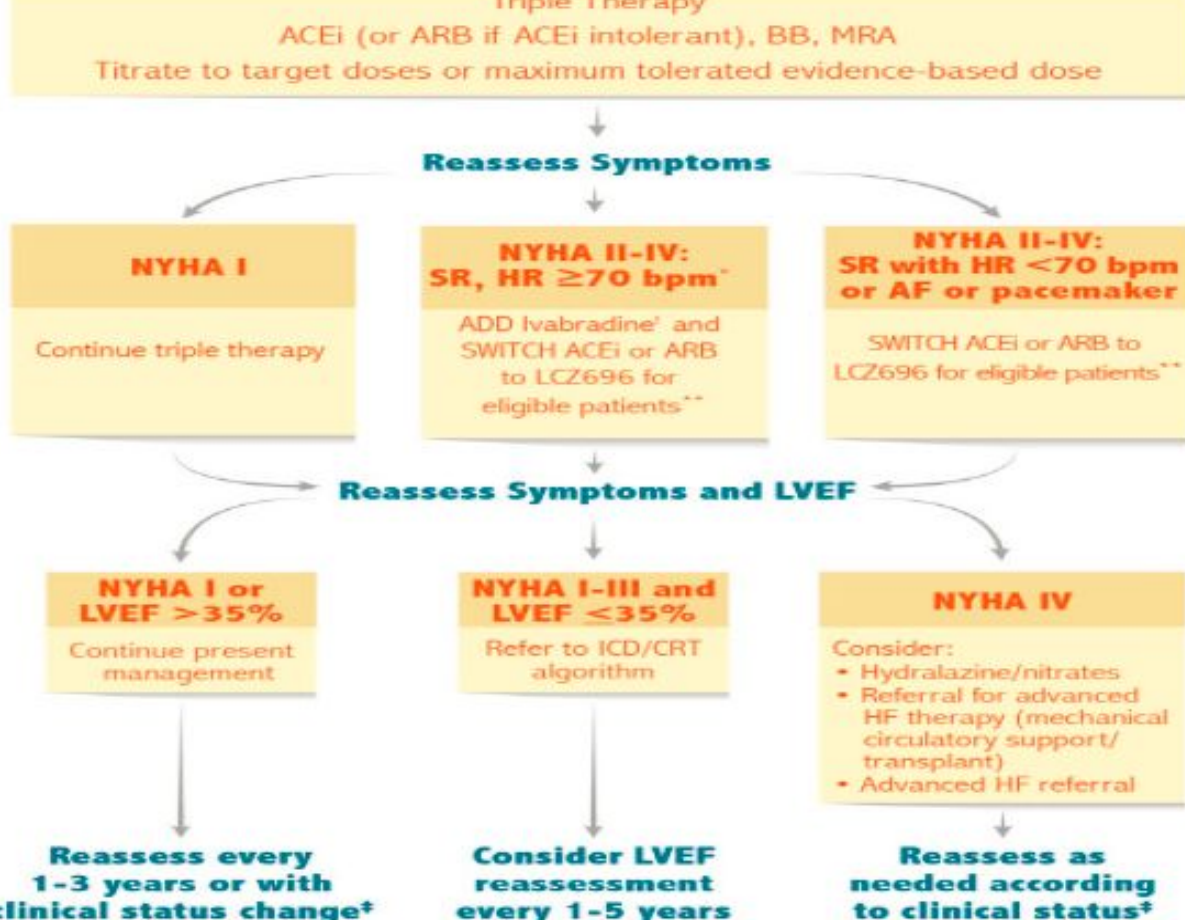 Triple Therapy
ACEi (or ARB if ACEi intolerant), BB, MRA
Titrate to target doses or maximum tolerated evidence-based dose
Reassess Symptoms
NYHA I
Continue triple therapy
NYHA II-IV:
SR, HR ≥70 bpm*
ADD Ivabradine† and
SWITCH ACEi or ARB
to LCZ696 for
eligible patients**
NYHA II-IV:
SR with HR <70 bpm
or AF or pacemaker
SWITCH ACEi or ARB to
LCZ696 for eligible patients**
Reassess Symptoms and LVEF
NYHA I or
LVEF >35%
Continue present
management
NYHA I-III and
LVEF ≤35%
Refer to ICD/CRT
algorithm
NYHA IV
Consider:
• Hydralazine/nitrates
• Referral for advanced
HF therapy (mechanical
circulatory support/
transplant)
• Advanced HF referral
Reassess every
1-3 years or with
clinical status change‡
Consider LVEF
reassessment
every 1-5 years
Reassess as
needed according
to clinical status‡